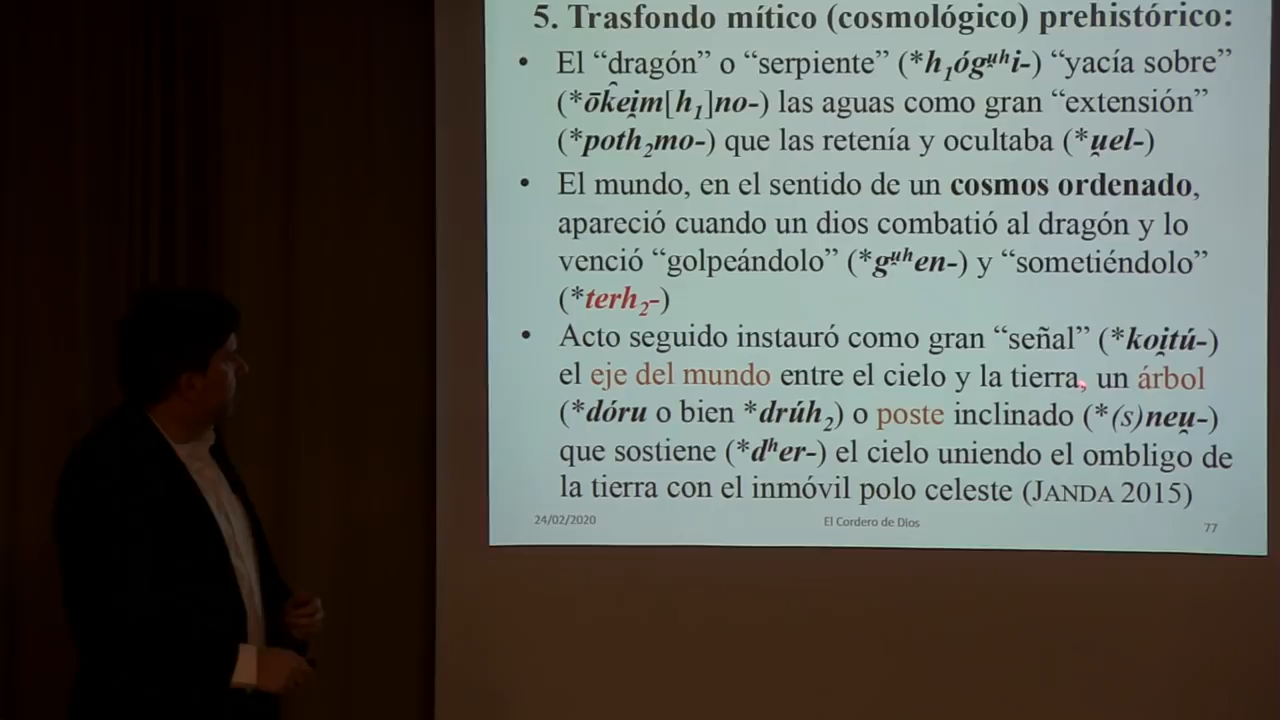 5. Trasfondo mítico (cosmológico) prehistórico:
• El “dragón” o “serpiente” (*h₁ógᶸʰi-) “yacía sobre”
(*ōk̑ei̯m[h₁]no-) las aguas como gran “extensión”
(*poth₂mo-) que las retenía y ocultaba (*u̯el-)
• El mundo, en el sentido de un cosmos ordenado,
apareció cuando un dios combatió al dragón y lo
venció “golpeándolo” (*gᶸ̯ʰen-) y “sometiéndolo”
(*terh₂-)
• Acto seguido instauró como gran “señal” (*koi̯tú-)
el eje del mundo entre el cielo y la tierra, un árbol
(*dóru o bien *drúh₂) o poste inclinado (*(s)neu̯-)
que sostiene (*dʰer-) el cielo uniendo el ombligo de
la tierra con el inmóvil polo celeste (JANDA 2015)
24/02/2020 El Cordero de Dios 77